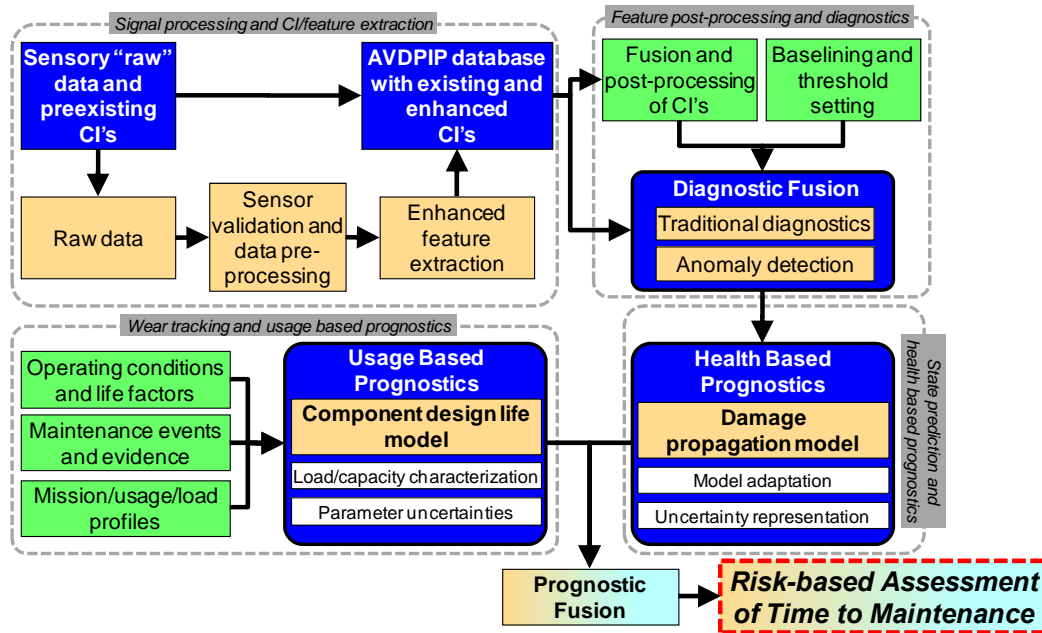 Signal processing and CI/feature extraction
Sensory “raw”
data and
preexisting
CI’s
AVDPIP database
with existing and
enhanced
CI’s
Raw data
Sensor
validation and
data pre-
processing
Enhanced
feature
extraction
Feature post-processing and diagnostics
Fusion and
post-processing
of CI’s
Baselining and
threshold
setting
Diagnostic Fusion
Traditional diagnostics
Anomaly detection
Wear tracking and usage based prognostics
Operating conditions
and life factors
Maintenance events
and evidence
Mission/usage/load
profiles
Usage Based
Prognostics
Component design life
model
Load/capacity characterization
Parameter uncertainties
Health Based
Prognostics
Damage
propagation model
Model adaptation
Uncertainty representation
State prediction and
health based prognostics
Prognostic
Fusion
Risk-based Assessment
of Time to Maintenance